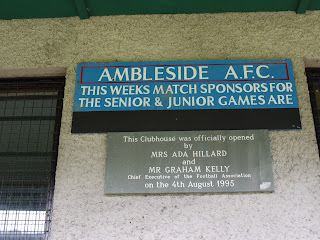 AMBLESIDE A.F.C.
THIS WEEKS MATCH SPONSORS FOR
THE SENIOR & JUNIOR GAMES ARE
This Clubhouse was officially opened
by
MRS ADA HILLARD
and
MR GRAHAM KELLY
Chief Executive of the Football Association
on the 4th August 1995